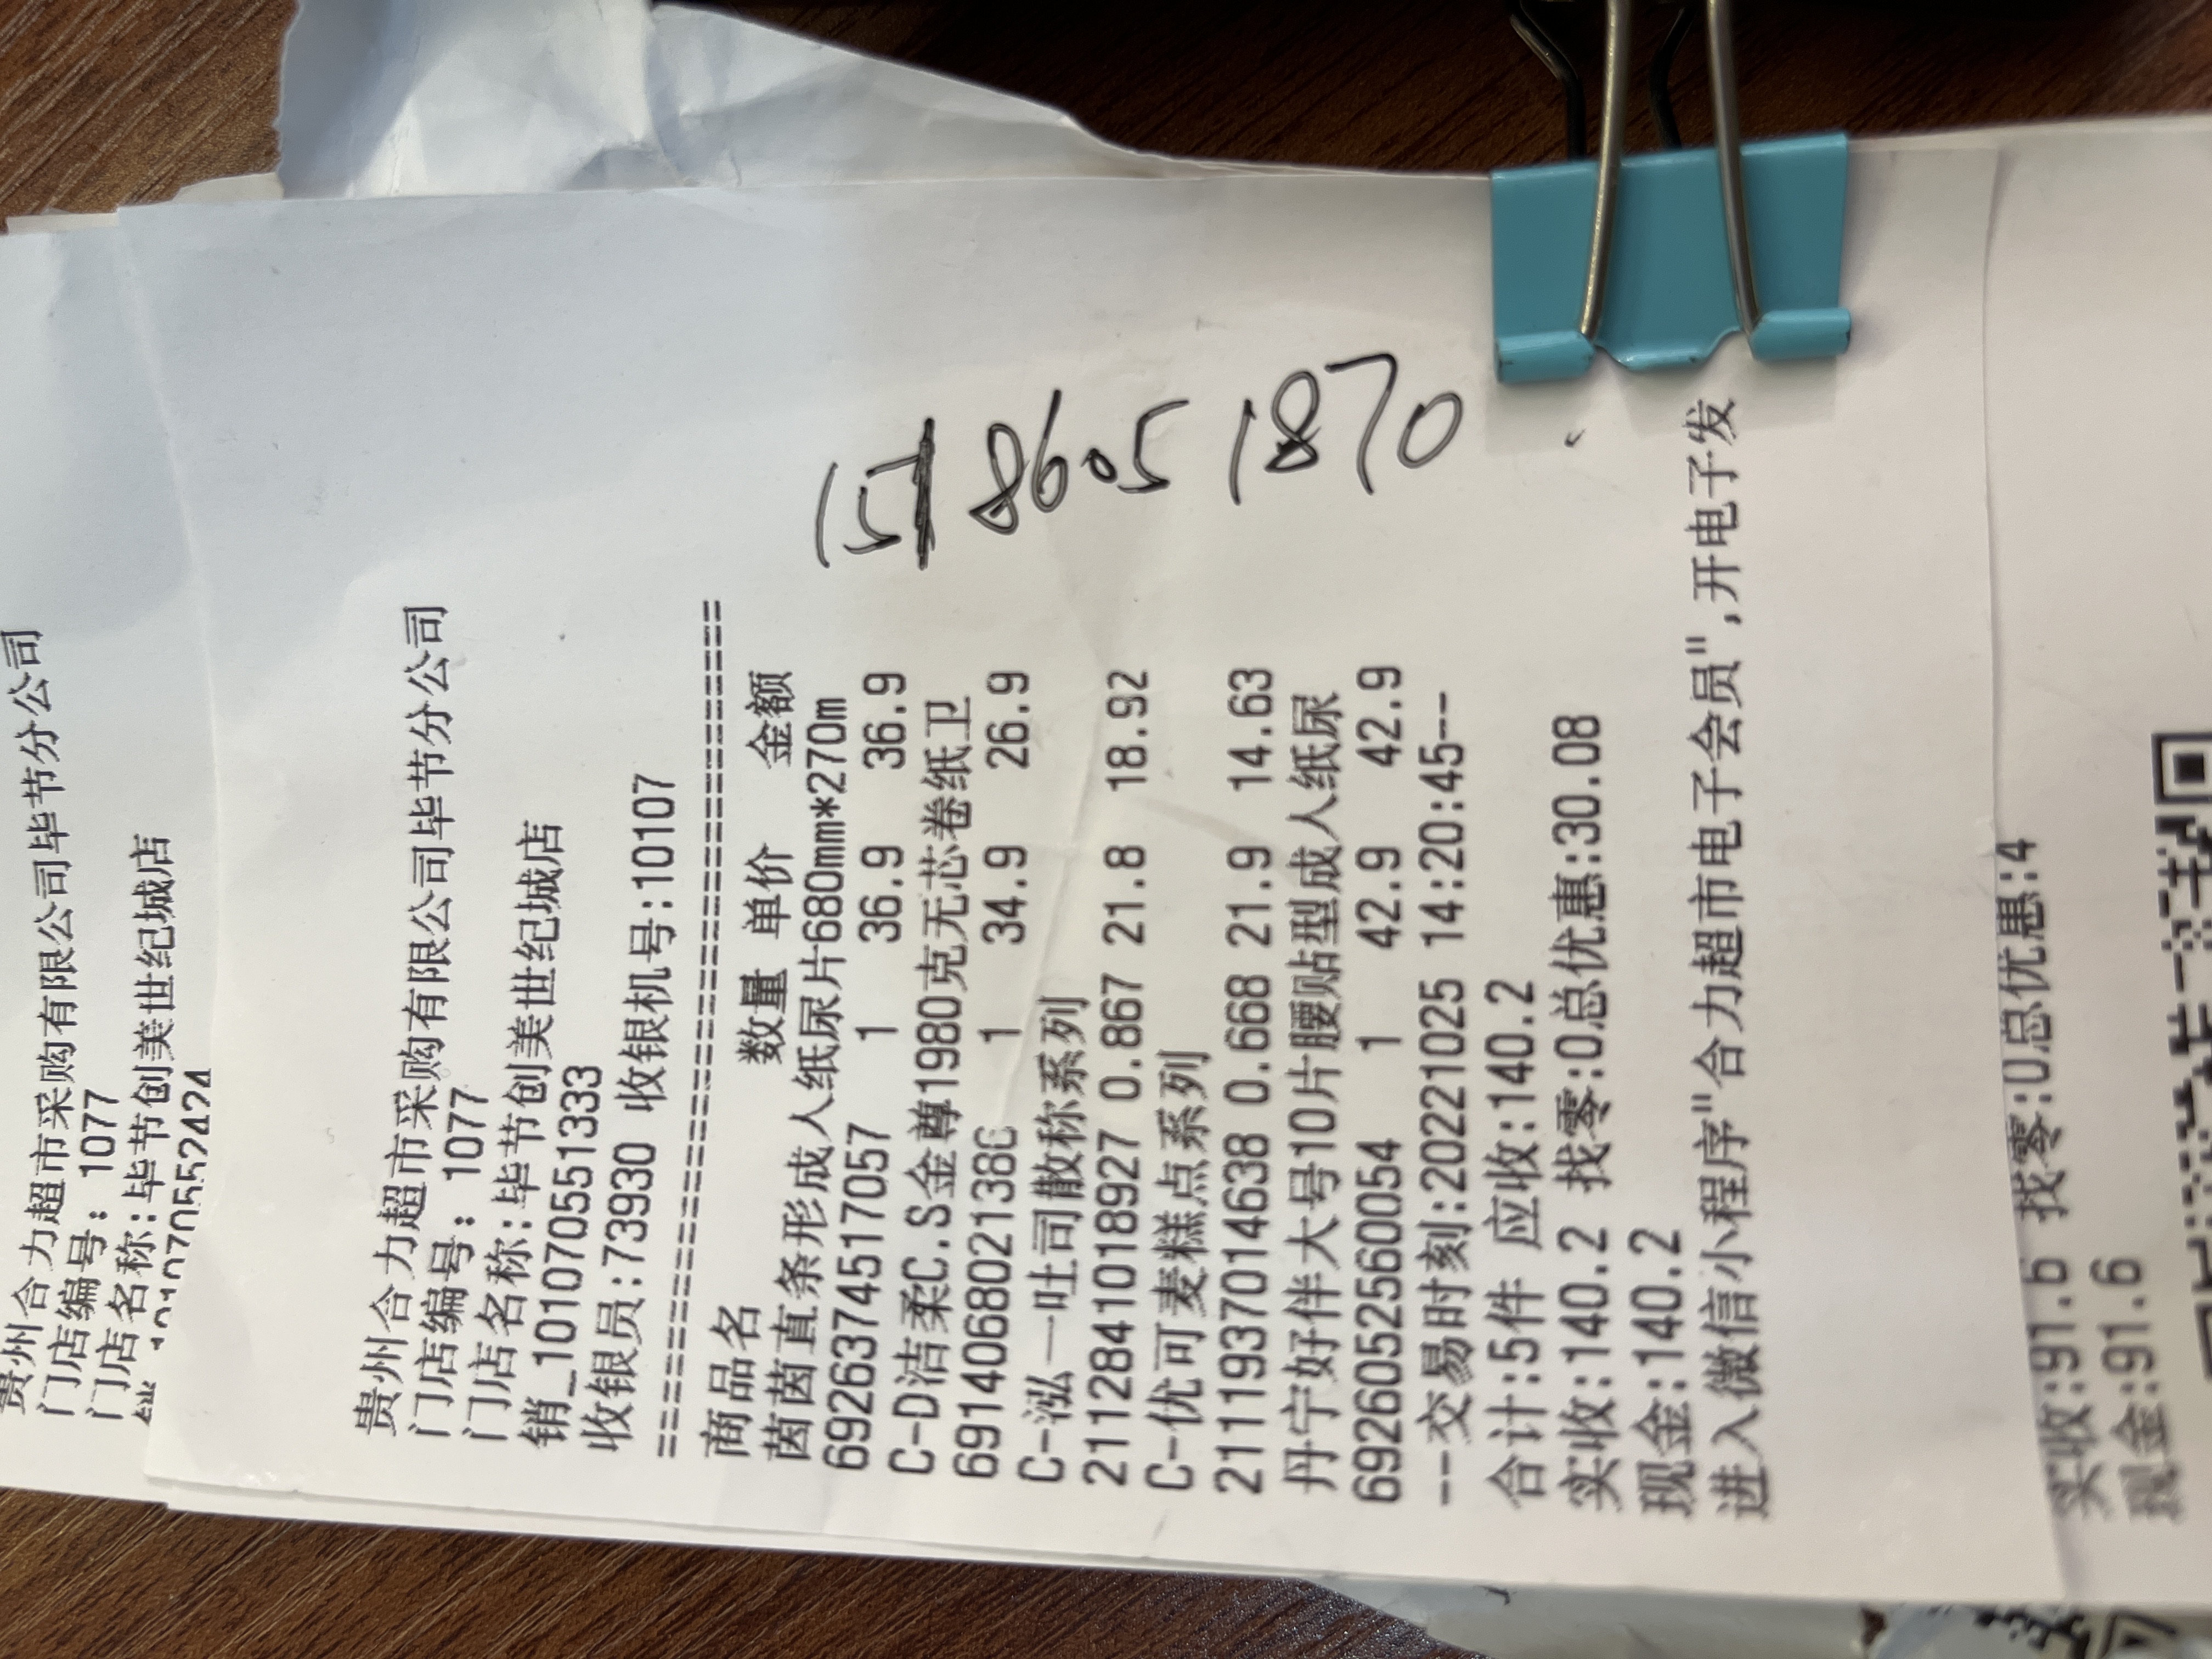 贵州合力超市采购有限公司毕节分公司
门店编号: 1077
门店名称:毕节创美世纪城店
贵州合力超市采购有限公司毕节分公司
门店编号: 1077
门店名称:毕节创美世纪城店
销_10107055 1333
收银员:73930 收银机号:10107
================================
商品名 数量 单价 金额
茵茵直条形成人纸尿片680mm*270m
6926374517057 1 36.9 36.9
C-D洁柔C.S金尊1980克无芯卷纸卫
691406802138 1 34.9 26.9
C-泓一吐司散称系列
2112841018927 0.867 21.8 18.92
C-优可麦糕点系列
2111937014638 0.668 21.9 14.63
丹宁好伴大号10片腰贴型成人纸尿
6926052560054 1 42.9 42.9
--交易时刻:20221025 14:20:45--
合计:5件 应收:140.2
实收:140.2 找零:0总优惠:30.08
现金:140.2
进入微信小程序"合力超市电子会员",开电子发
15 8605 1870
实收:91.6 找零:0总优惠:4
现金:91.6